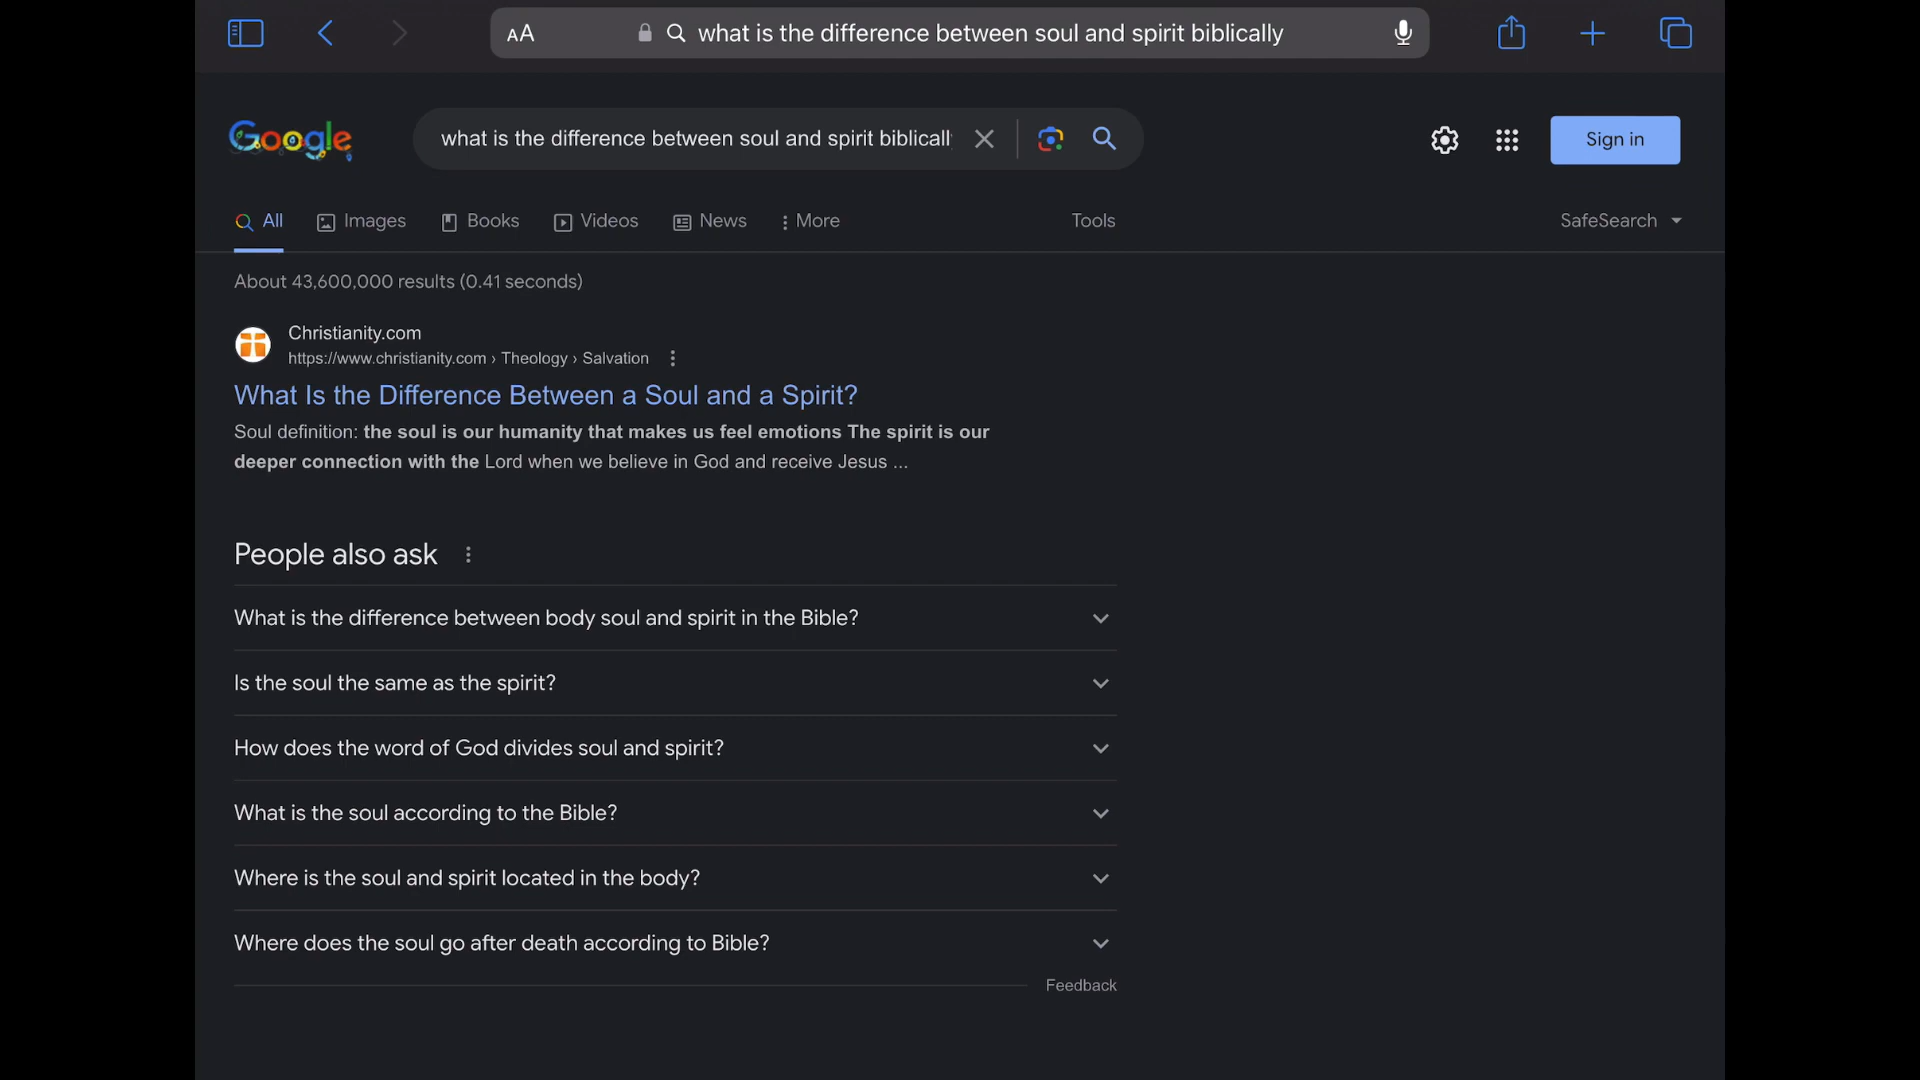 AA what is the difference between soul and spirit biblically
Google what is the difference between soul and spirit biblicall Sign in
All Images Books Videos News More Tools SafeSearch
About 43,600,000 results (0.41 seconds)
Christianity.com
https://www.christianity.com › Theology › Salvation
What Is the Difference Between a Soul and a Spirit?
Soul definition: the soul is our humanity that makes us feel emotions The spirit is our
deeper connection with the Lord when we believe in God and receive Jesus ...
People also ask
What is the difference between body soul and spirit in the Bible?
Is the soul the same as the spirit?
How does the word of God divides soul and spirit?
What is the soul according to the Bible?
Where is the soul and spirit located in the body?
Where does the soul go after death according to Bible?
Feedback